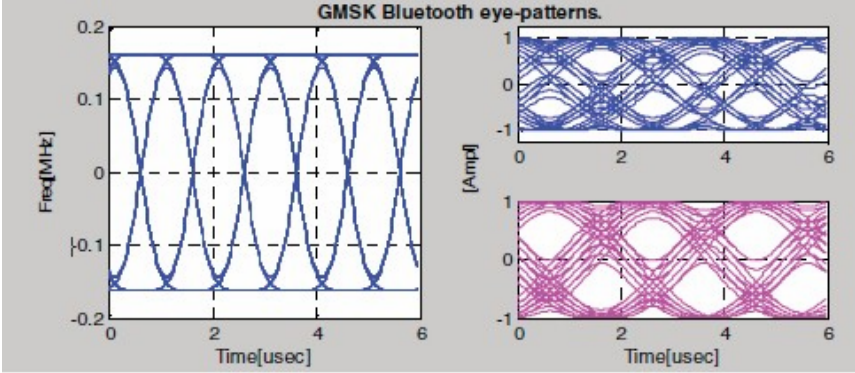 GMSK Bluetooth eye-patterns.
0.2
0.1
0
-0.1
-0.2
Freq[MHz]
0 2 4 6
Time[usec]
1
0
-1
0 2 4 6
[Ampl]
1
0
-1
0 2 4 6
Time[usec]